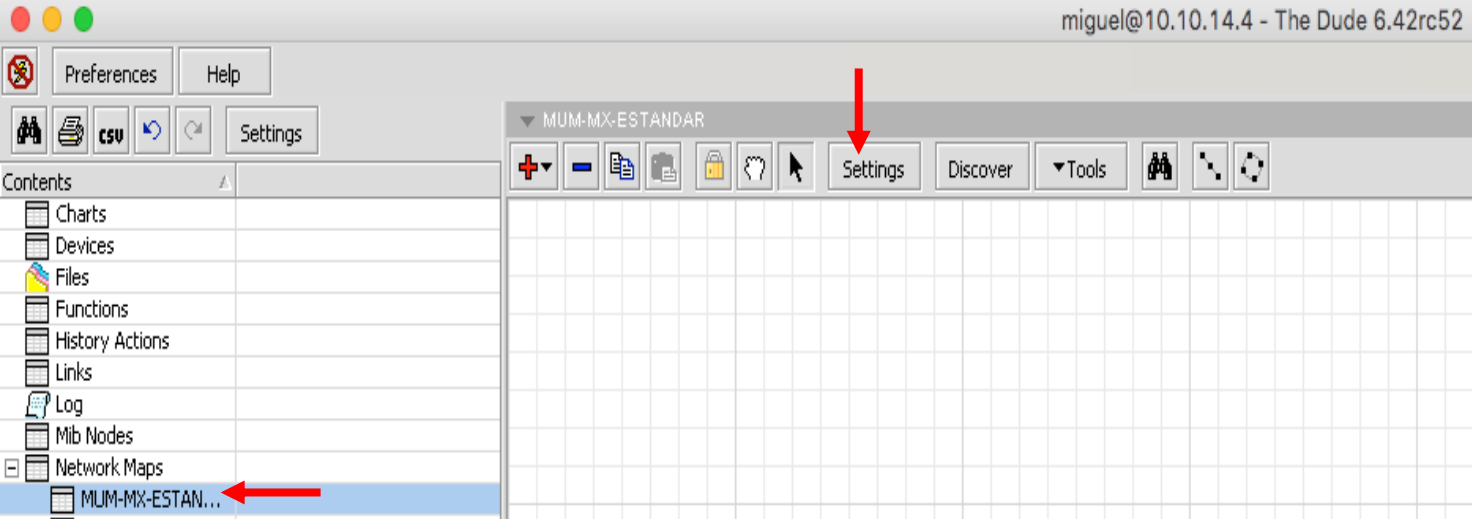 miguel@10.10.14.4 - The Dude 6.42rc52
Preferences Help
csv Settings
MUM-MX-ESTANDAR
Settings Discover Tools
Contents
Charts
Devices
Files
Functions
History Actions
Links
Log
Mib Nodes
Network Maps
MUM-MX-ESTAN...